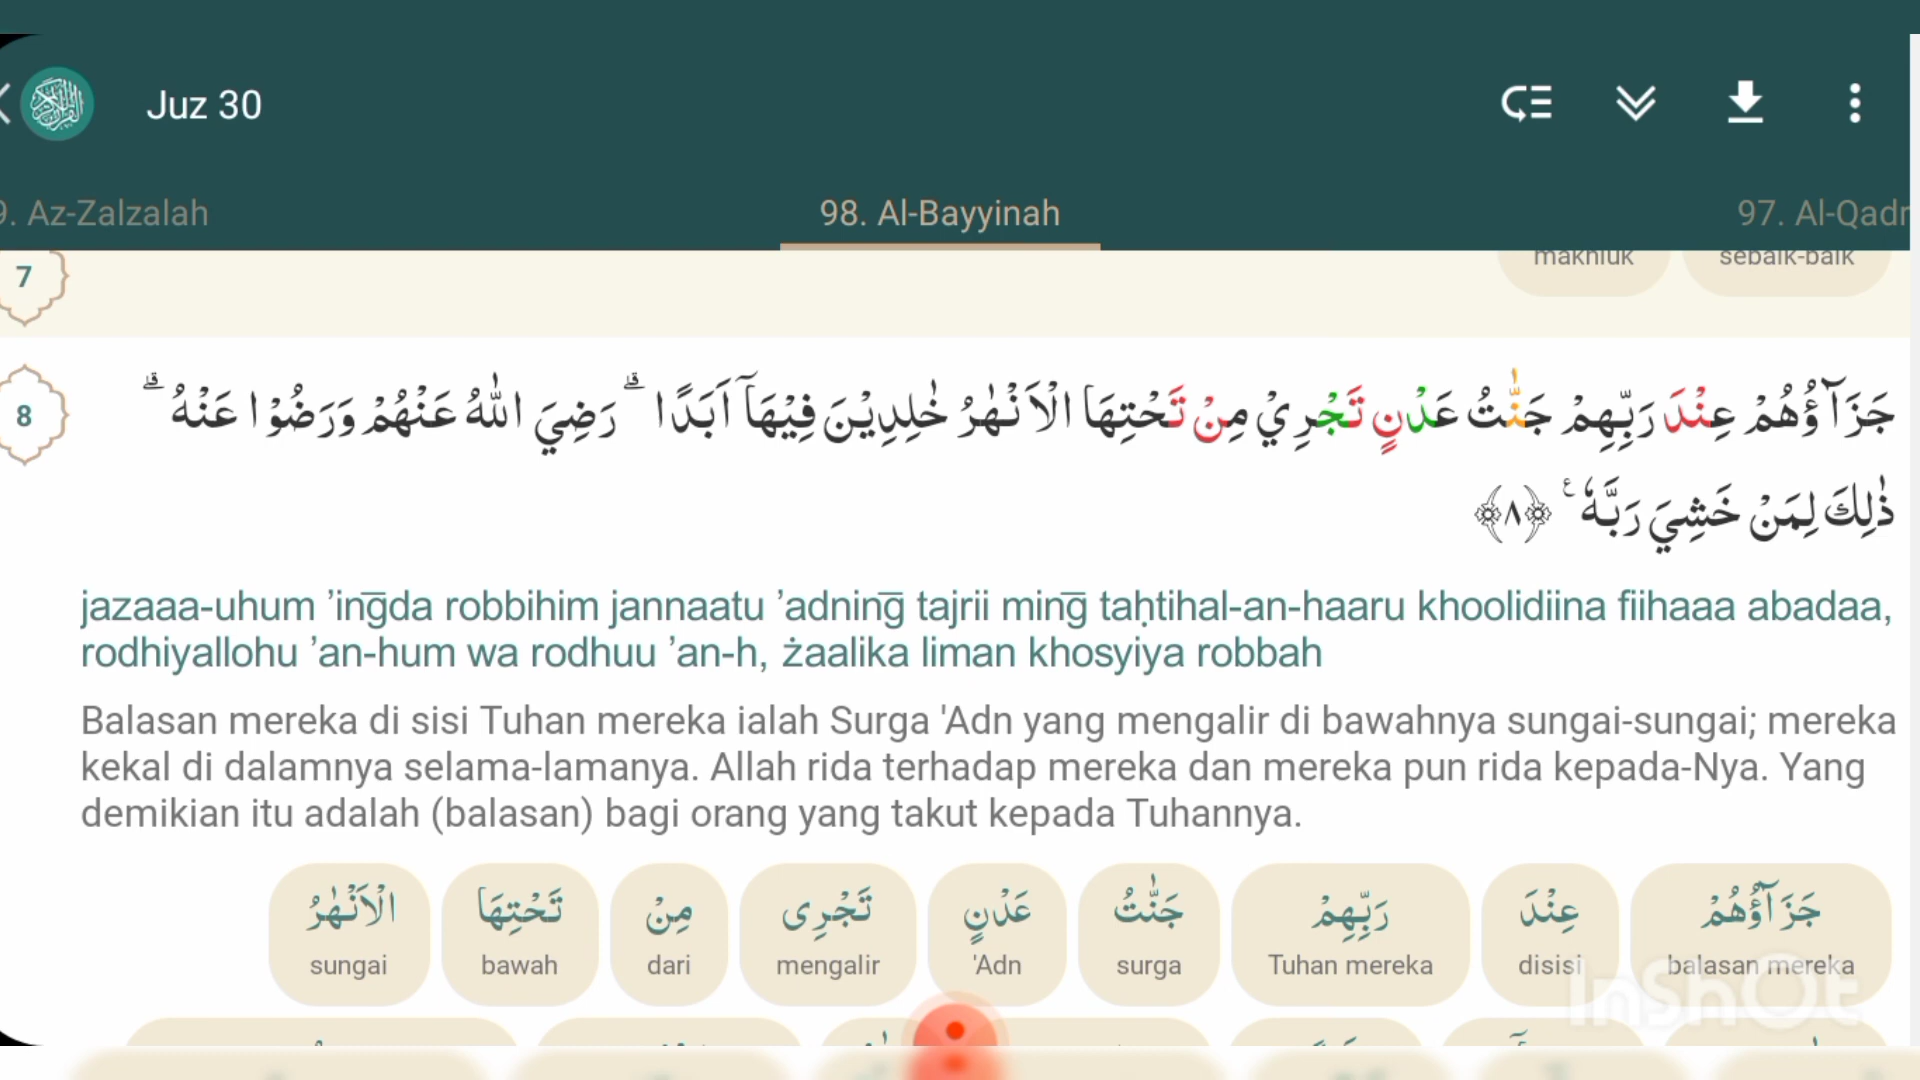 Juz 30
9. Az-Zalzalah
98. Al-Bayyinah
97. Al-Qadr
7
makhluk
sebaik-baik
8
جَزَاۤؤُهُمْ عِنْدَ رَبِّهِمْ جَنّٰتُ عَدْنٍ تَجْرِيْ مِنْ تَحْتِهَا الْاَنْهٰرُ خٰلِدِيْنَ فِيْهَآ اَبَدًا ۗ رَضِيَ اللّٰهُ عَنْهُمْ وَرَضُوْا عَنْهُ ۗ
ذٰلِكَ لِمَنْ خَشِيَ رَبَّهٗ ࣖ ﴿٨﴾
jazaaa-uhum ’ing̅da robbihim jannaatu ’adning̅ tajrii ming̅ taḥtihal-an-haaru khoolidiina fiihaaa abadaa,
rodhiyallohu ’an-hum wa rodhuu ’an-h, żaalika liman khosyiya robbah
Balasan mereka di sisi Tuhan mereka ialah Surga 'Adn yang mengalir di bawahnya sungai-sungai; mereka
kekal di dalamnya selama-lamanya. Allah rida terhadap mereka dan mereka pun rida kepada-Nya. Yang
demikian itu adalah (balasan) bagi orang yang takut kepada Tuhannya.
جَزَاۤؤُهُمْ عِنْدَ رَبِّهِمْ جَنّٰتُ عَدْنٍ تَجْرِى مِنْ تَحْتِهَا الْاَنْهٰرُ
sungai bawah dari mengalir 'Adn surga Tuhan mereka disisi balasan mereka
InShOt